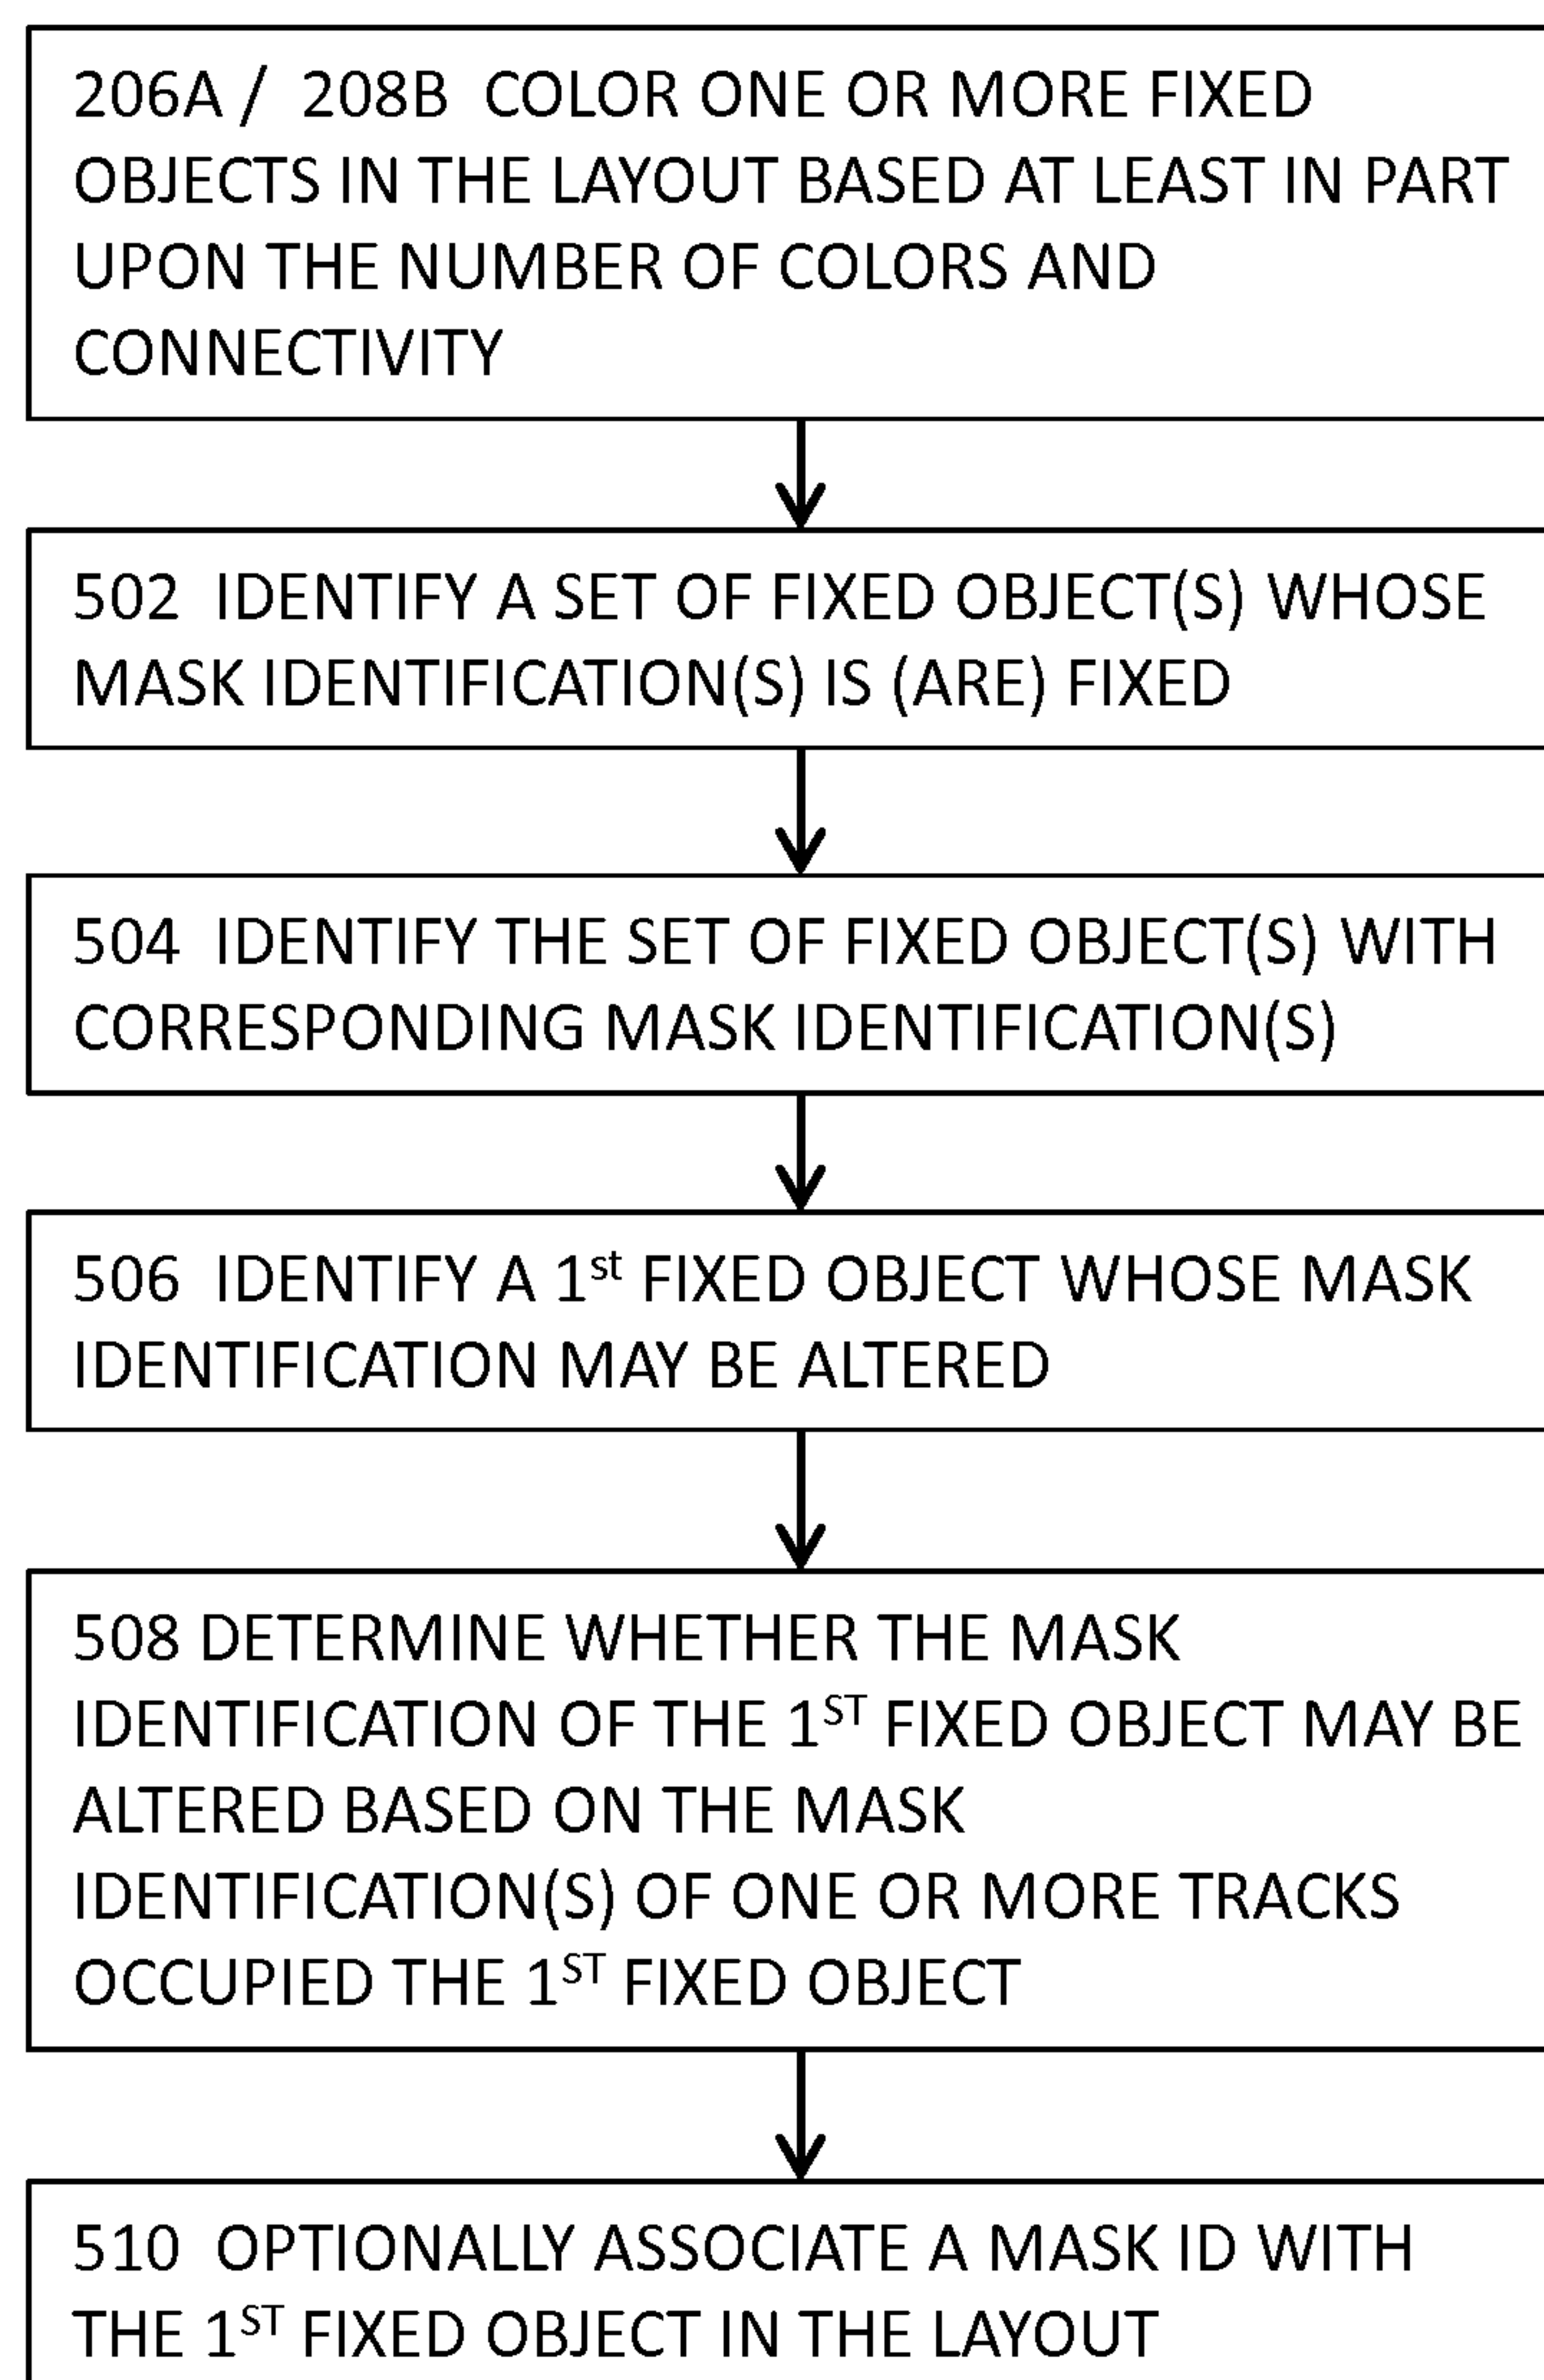 206A / 208B COLOR ONE OR MORE FIXED
OBJECTS IN THE LAYOUT BASED AT LEAST IN PART
UPON THE NUMBER OF COLORS AND
CONNECTIVITY
502 IDENTIFY A SET OF FIXED OBJECT(S) WHOSE
MASK IDENTIFICATION(S) IS (ARE) FIXED
504 IDENTIFY THE SET OF FIXED OBJECT(S) WITH
CORRESPONDING MASK IDENTIFICATION(S)
506 IDENTIFY A 1st FIXED OBJECT WHOSE MASK
IDENTIFICATION MAY BE ALTERED
508 DETERMINE WHETHER THE MASK
IDENTIFICATION OF THE 1ST FIXED OBJECT MAY BE
ALTERED BASED ON THE MASK
IDENTIFICATION(S) OF ONE OR MORE TRACKS
OCCUPIED THE 1ST FIXED OBJECT
510 OPTIONALLY ASSOCIATE A MASK ID WITH
THE 1ST FIXED OBJECT IN THE LAYOUT